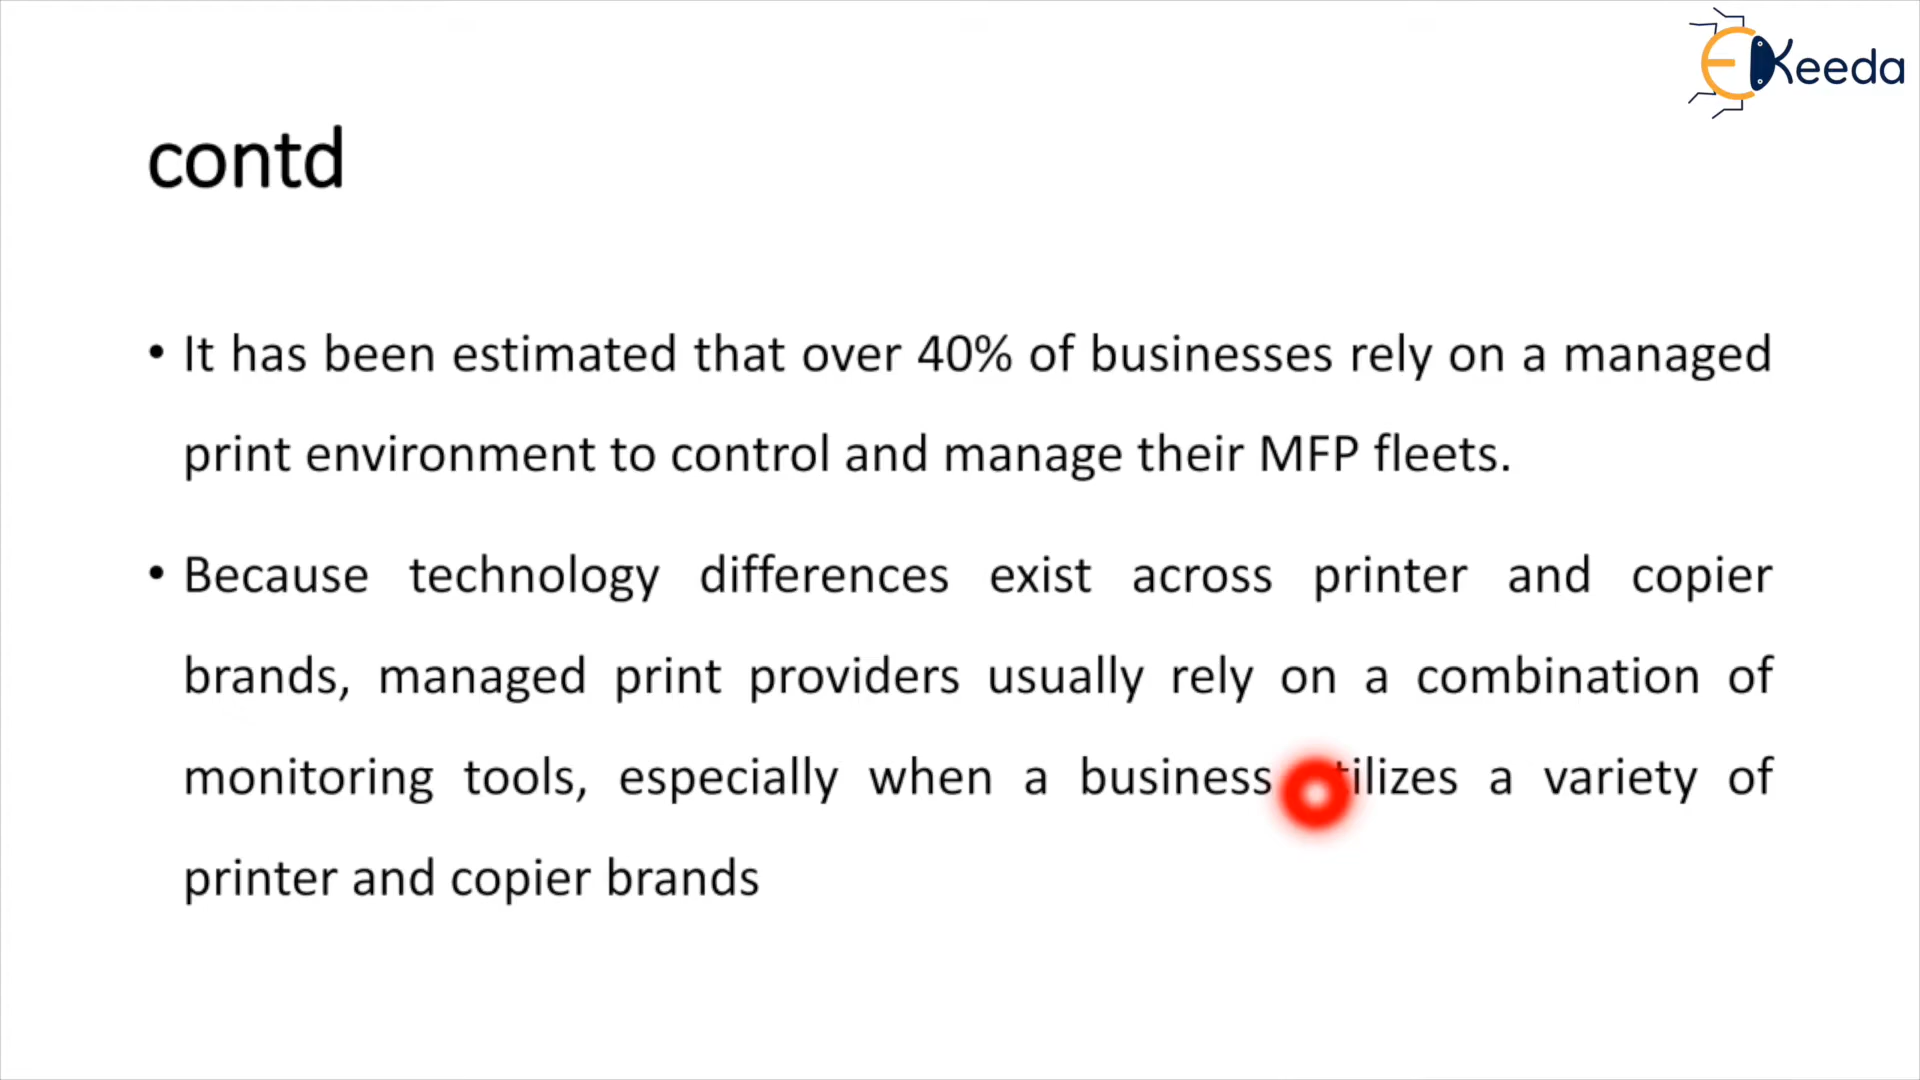 EKeeda
contd
• It has been estimated that over 40% of businesses rely on a managed
print environment to control and manage their MFP fleets.
• Because technology differences exist across printer and copier
brands, managed print providers usually rely on a combination of
monitoring tools, especially when a business utilizes a variety of
printer and copier brands